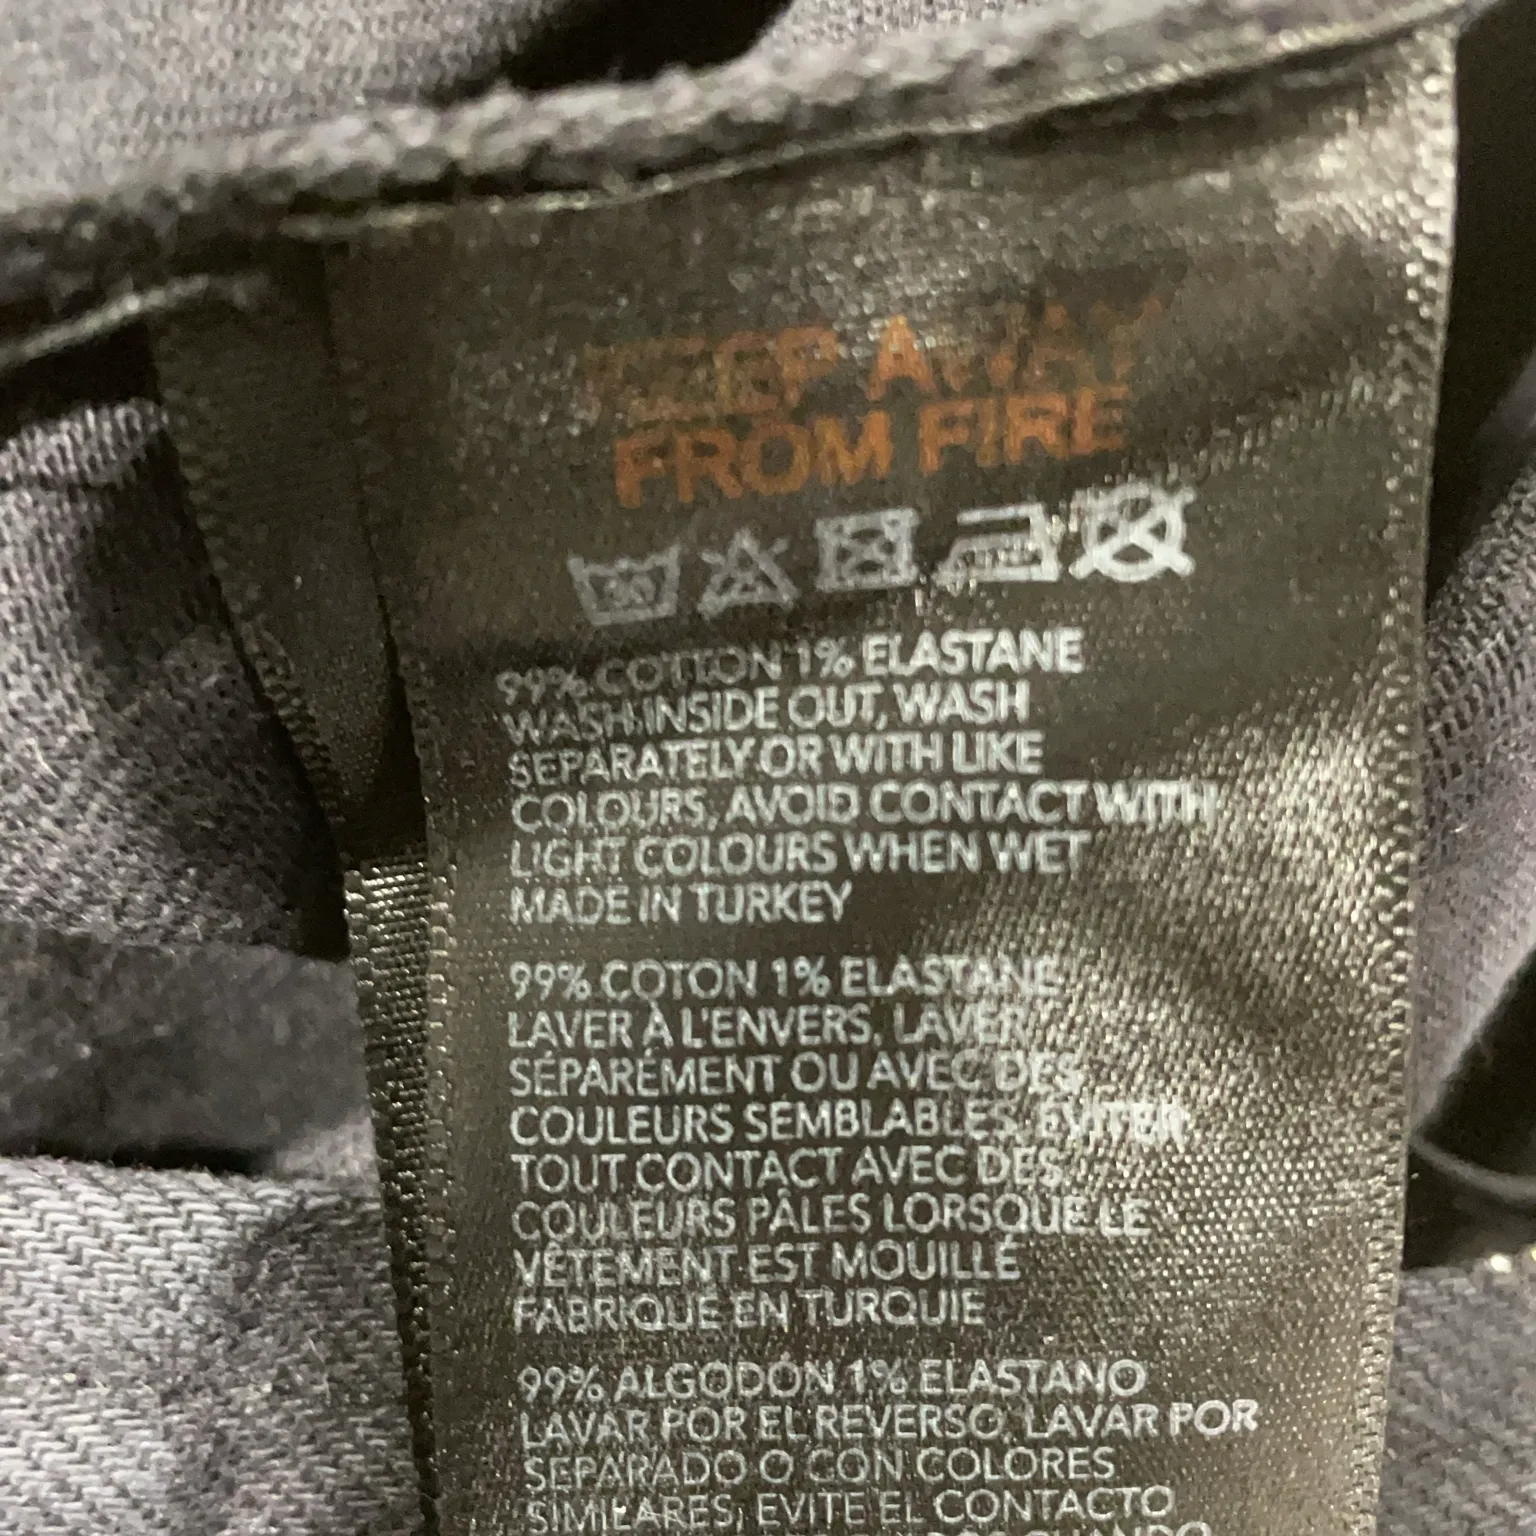 KEEP AWAY
FROM FIRE
30
99% COTTON 1% ELASTANE
WASH INSIDE OUT, WASH
SEPARATELY OR WITH LIKE
COLOURS, AVOID CONTACT WITH
LIGHT COLOURS WHEN WET
MADE IN TURKEY
99% COTON 1% ELASTANE
LAVER À L'ENVERS, LAVER
SÉPARÉMENT OU AVEC DES
COULEURS SEMBLABLES, ÉVITER
TOUT CONTACT AVEC DES
COULEURS PÂLES LORSQUE LE
VÊTEMENT EST MOUILLÉ
FABRIQUE EN TURQUIE
99% ALGODÓN 1% ELASTANO
LAVAR POR EL REVERSO, LAVAR POR
SEPARADO O CON COLORES
SIMILARES, EVITE EL CONTACTO
CUANDO